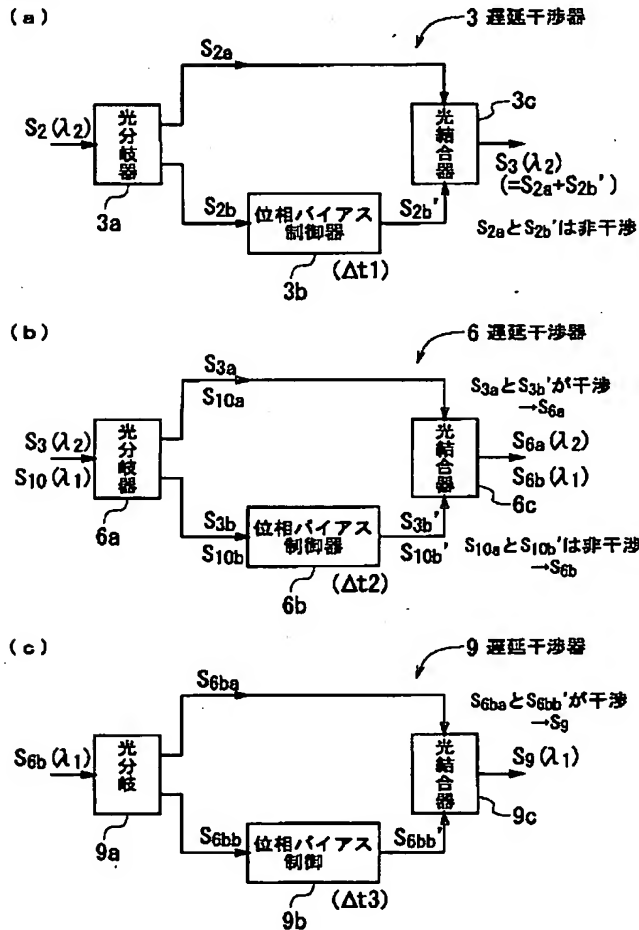 (a)
3 遅延干渉器
S2a
S2(λ2)
光分岐器
3a
S2b
位相バイアス
制御器
3b
(Δt1)
S2b'
光結合器
3c
S3(λ2)
(=S2a+S2b')
S2aとS2b'は非干渉
(b)
6 遅延干渉器
S3a
S10a
S3(λ2)
S10(λ1)
光分岐器
6a
S3b
S10b
位相バイアス
制御器
6b
(Δt2)
S3b'
S10b'
光結合器
6c
S3aとS3b'が干渉
→S6a
S6a(λ2)
S6b(λ1)
S10aとS10b'は非干渉
→S6b
(c)
9 遅延干渉器
S6ba
S6b(λ1)
光分岐
9a
S6bb
位相バイアス
制御
9b
(Δt3)
S6bb'
光結合器
9c
S6baとS6bb'が干渉
→S9
S9(λ1)